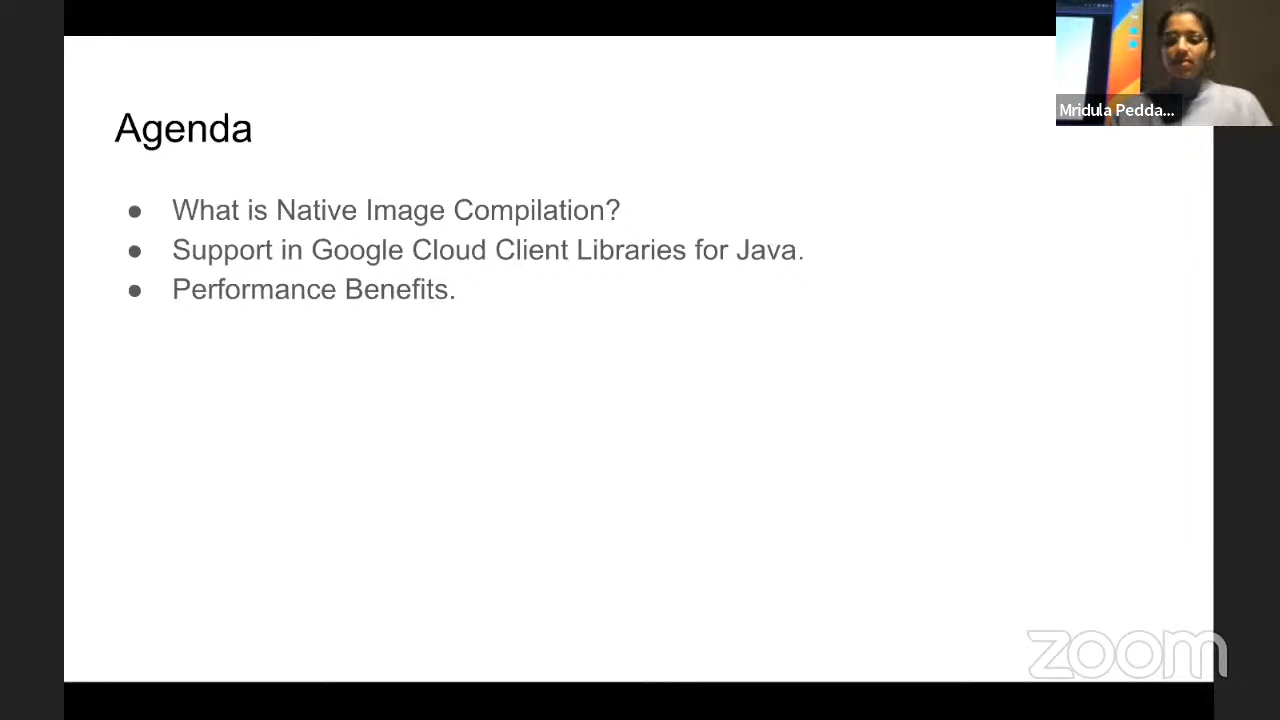 Agenda
● What is Native Image Compilation?
● Support in Google Cloud Client Libraries for Java.
● Performance Benefits.
Mridula Pedda...
zoom